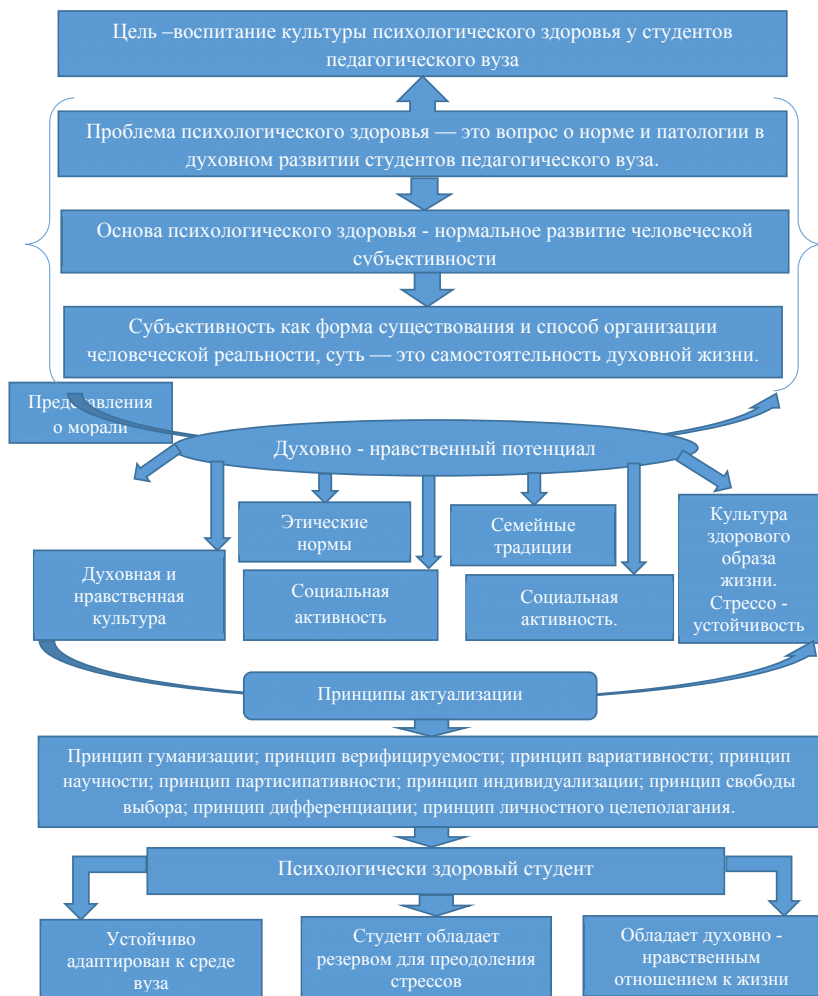 Цель –воспитание культуры психологического здоровья у студентов
педагогического вуза
Проблема психологического здоровья — это вопрос о норме и патологии в
духовном развитии студентов педагогического вуза.
Основа психологического здоровья - нормальное развитие человеческой
субъективности
Субъективность как форма существования и способ организации
человеческой реальности, суть — это самостоятельность духовной жизни.
Представления
о морали
Духовно - нравственный потенциал
Этические
нормы
Семейные
традиции
Культура
здорового
образа
жизни.
Стрессо -
устойчивость
Духовная и
нравственная
культура
Социальная
активность
Социальная
активность.
Принципы актуализации
Принцип гуманизации; принцип верифицируемости; принцип вариативности; принцип
научности; принцип партисипативности; принцип индивидуализации; принцип свободы
выбора; принцип дифференциации; принцип личностного целеполагания.
Психологически здоровый студент
Устойчиво
адаптирован к среде
вуза
Студент обладает
резервом для преодоления
стрессов
Обладает духовно -
нравственным
отношением к жизни